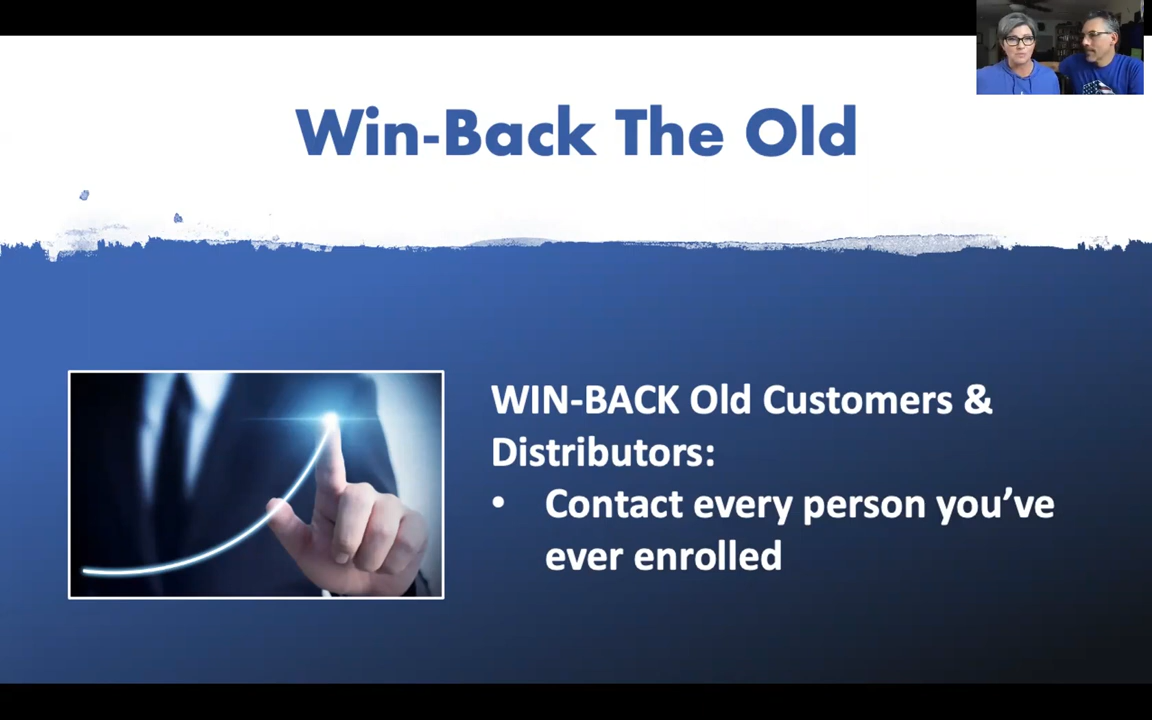 Win-Back The Old
WIN-BACK Old Customers &
Distributors:
• Contact every person you’ve
ever enrolled